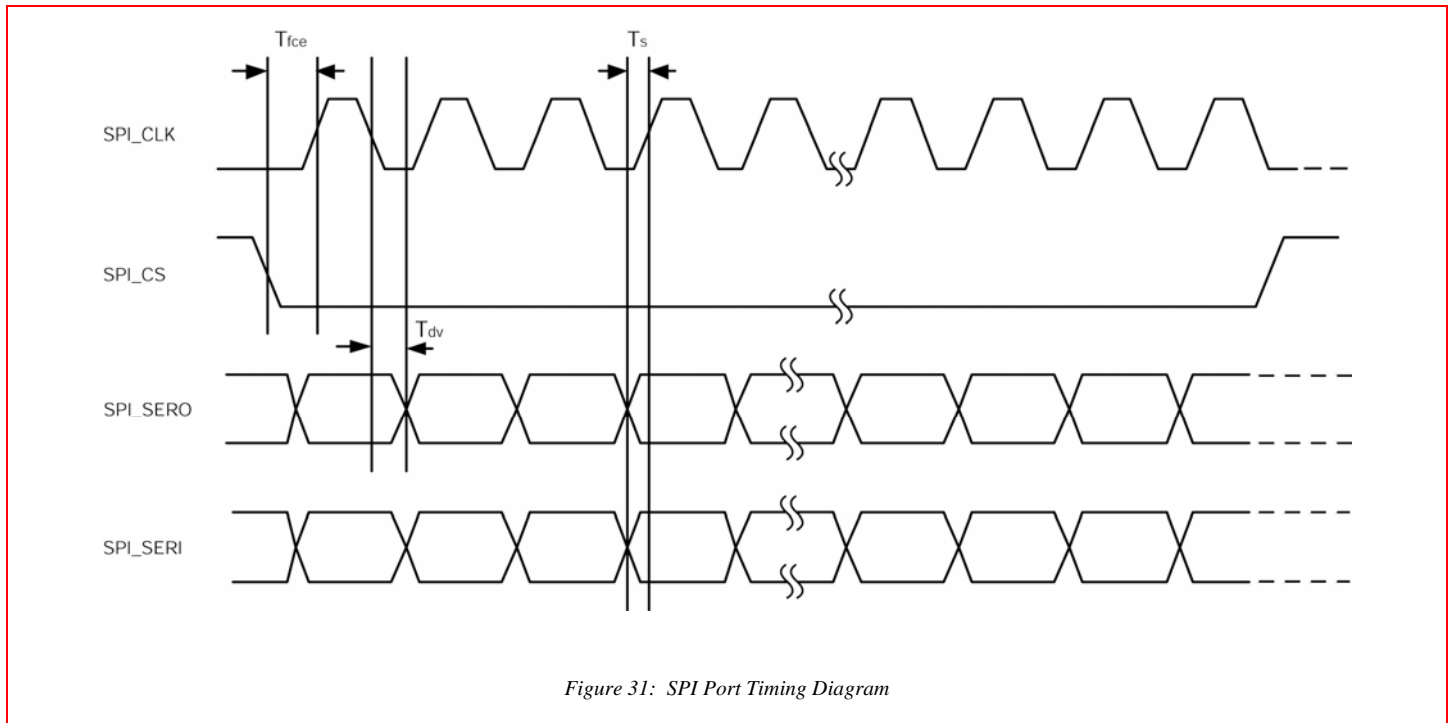 Tfce
Ts
SPI_CLK
SPI_CS
Tdv
SPI_SERO
SPI_SERI
Figure 31: SPI Port Timing Diagram